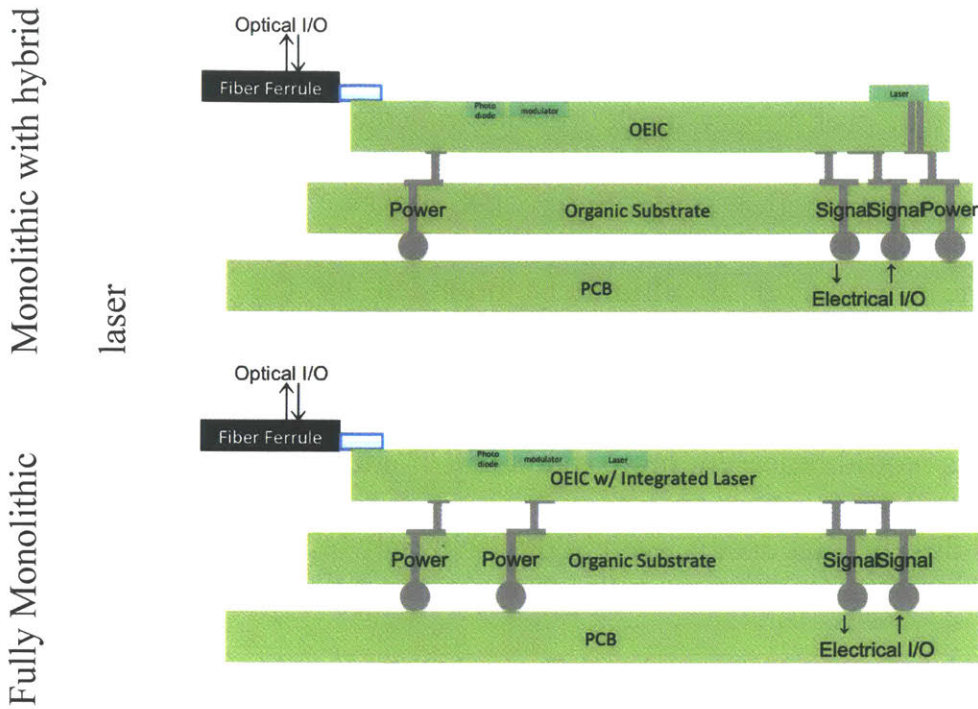 Monolithic with hybrid
laser
Optical I/O
Fiber Ferrule
Photo
diode
modulator
Laser
OEIC
Power
Organic Substrate
Signal
Signal
Power
PCB
Electrical I/O
Fully Monolithic
Optical I/O
Fiber Ferrule
Photo
diode
modulator
Laser
OEIC w/ Integrated Laser
Power
Power
Organic Substrate
Signal
Signal
PCB
Electrical I/O